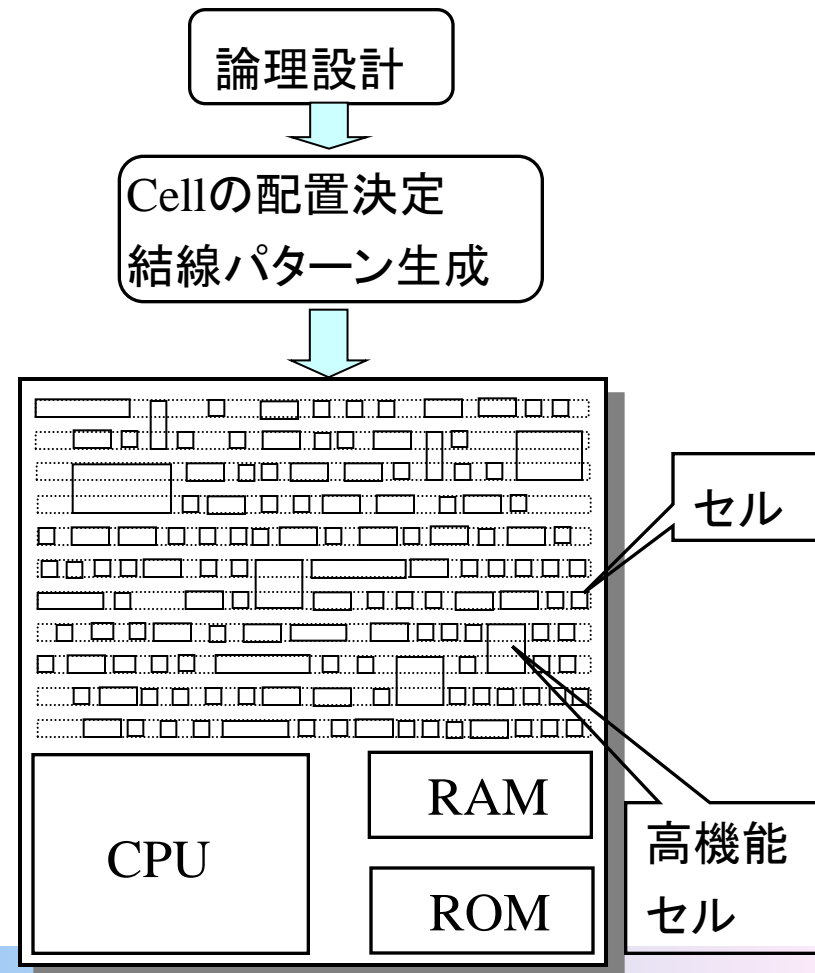 論理設計
Cellの配置決定
結線パターン生成
セル
RAM
CPU
高機能
セル
ROM